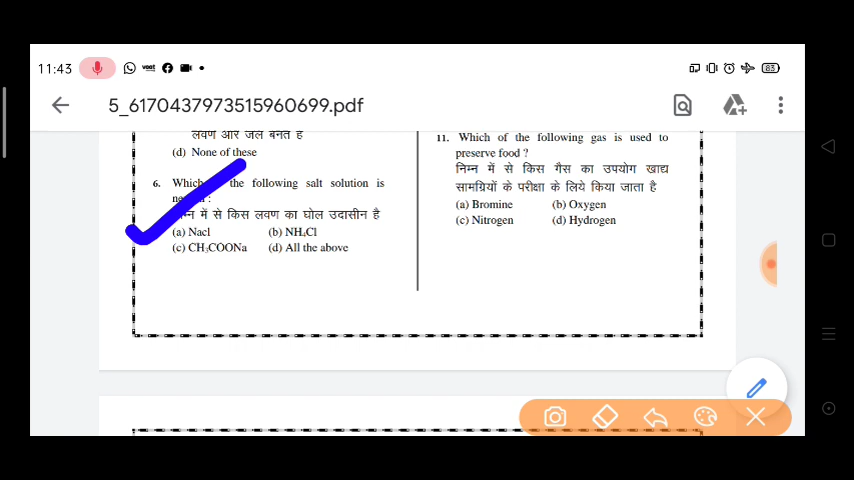 11:43
83
5_6170437973515960699.pdf
लवण और जल बनते है
(d) None of these
6. Which the following salt solution is
में से किस लवण का घोल उदासीन है
(a) Nacl (b) NH₄Cl
(c) CH₃COONa (d) All the above
11. Which of the following gas is used to
preserve food ?
निम्न में से किस गैस का उपयोग खाद्य
सामग्रियों के परीक्षा के लिये किया जाता है
(a) Bromine (b) Oxygen
(c) Nitrogen (d) Hydrogen